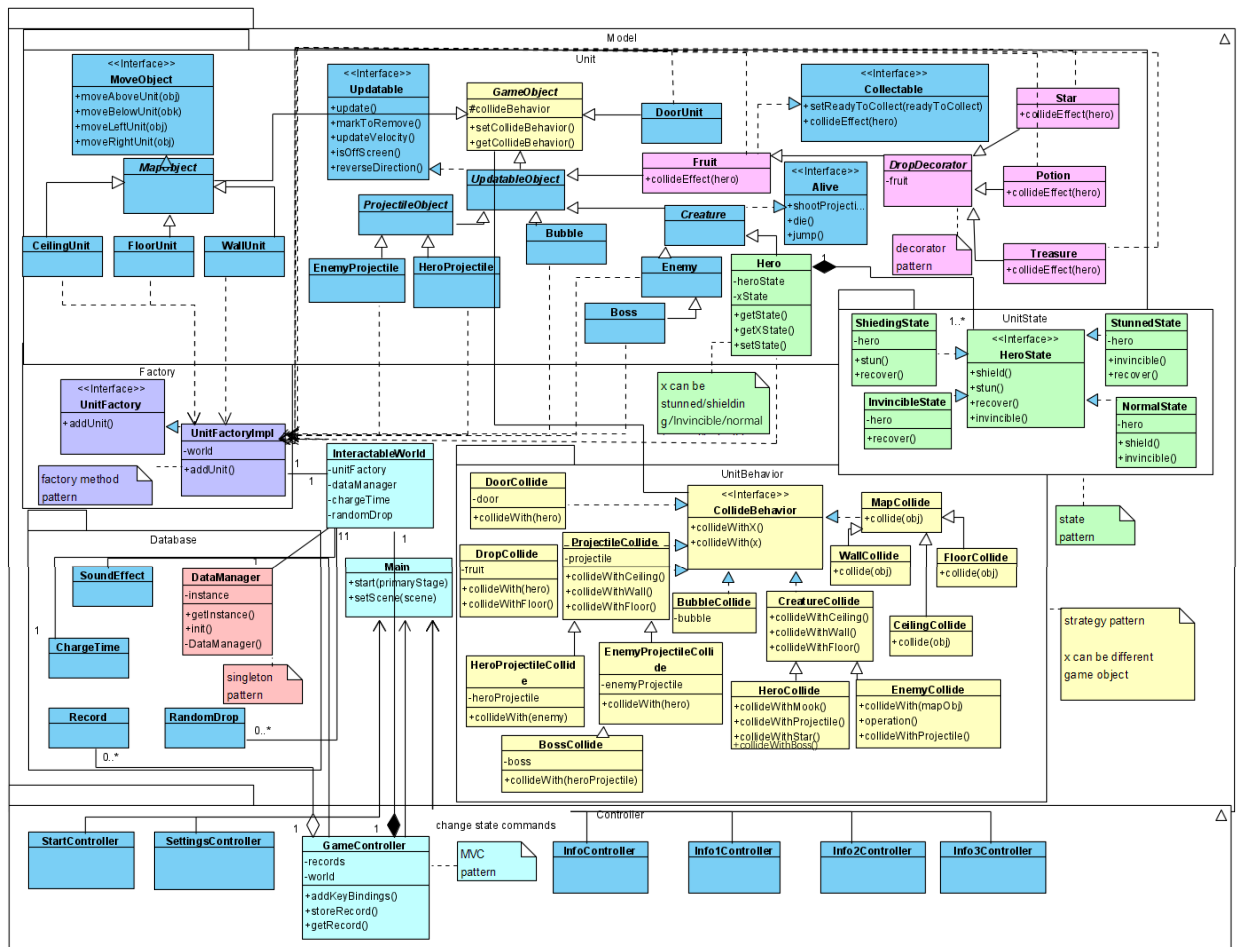 Model
Unit
<<Interface>>
MoveObject
+moveAboveUnit(obj)
+moveBelowUnit(obk)
+moveLeftUnit(obj)
+moveRightUnit(obj)
MapObject
CeilingUnit
FloorUnit
WallUnit
<<Interface>>
Updatable
+update()
+markToRemove()
+updateVelocity()
+isOffScreen()
+reverseDirection()
GameObject
#collideBehavior
+setCollideBehavior()
+getCollideBehavior()
DoorUnit
<<Interface>>
Collectable
+setReadyToCollect(readyToCollect)
+collideEffect(hero)
Star
+collideEffect(hero)
Fruit
+collideEffect(hero)
DropDecorator
-fruit
Potion
+collideEffect(hero)
Treasure
+collideEffect(hero)
decorator
pattern
<<Interface>>
Alive
+shootProjecti...
+die()
+jump()
UpdatableObject
ProjectileObject
EnemyProjectile
HeroProjectile
Bubble
Creature
Enemy
Boss
Hero
-heroState
-xState
+getState()
+getXState()
+setState()
1
1..*
x can be
stunned/shieldin
g/Invincible/normal
UnitState
ShiedingState
-hero
+stun()
+recover()
<<Interface>>
HeroState
+shield()
+stun()
+recover()
+invincible()
StunnedState
-hero
+invincible()
+recover()
InvincibleState
-hero
+recover()
NormalState
-hero
+shield()
+invincible()
state
pattern
Factory
<<Interface>>
UnitFactory
+addUnit()
UnitFactoryImpl
-world
+addUnit()
factory method
pattern
1
1
InteractableWorld
-unitFactory
-dataManager
-chargeTime
-randomDrop
11
1
Main
+start(primaryStage)
+setScene(scene)
Database
SoundEffect
DataManager
-instance
+getInstance()
+init()
-DataManager()
singleton
pattern
1
ChargeTime
Record
RandomDrop
0..*
0..*
UnitBehavior
DoorCollide
-door
+collideWith(hero)
<<Interface>>
CollideBehavior
+collideWithX()
+collideWith(x)
MapCollide
+collide(obj)
WallCollide
+collide(obj)
FloorCollide
+collide(obj)
CeilingCollide
+collide(obj)
DropCollide
-fruit
+collideWith(hero)
+collideWithFloor()
ProjectileCollide
-projectile
+collideWithCeiling()
+collideWithWall()
+collideWithFloor()
BubbleCollide
-bubble
CreatureCollide
+collideWithCeiling()
+collideWithWall()
+collideWithFloor()
HeroProjectileCollid
e
-heroProjectile
+collideWith(enemy)
EnemyProjectileColli
de
-enemyProjectile
+collideWith(hero)
BossCollide
-boss
+collideWith(heroProjectile)
HeroCollide
+collideWithMook()
+collideWithProjectile()
+collideWithStar()
+collideWithBoss()
EnemyCollide
+collideWith(mapObj)
+operation()
+collideWithProjectile()
strategy pattern
x can be different
game object
Controller
change state commands
1
1
StartController
SettingsController
GameController
-records
-world
+addKeyBindings()
+storeRecord()
+getRecord()
MVC
pattern
InfoController
Info1Controller
Info2Controller
Info3Controller